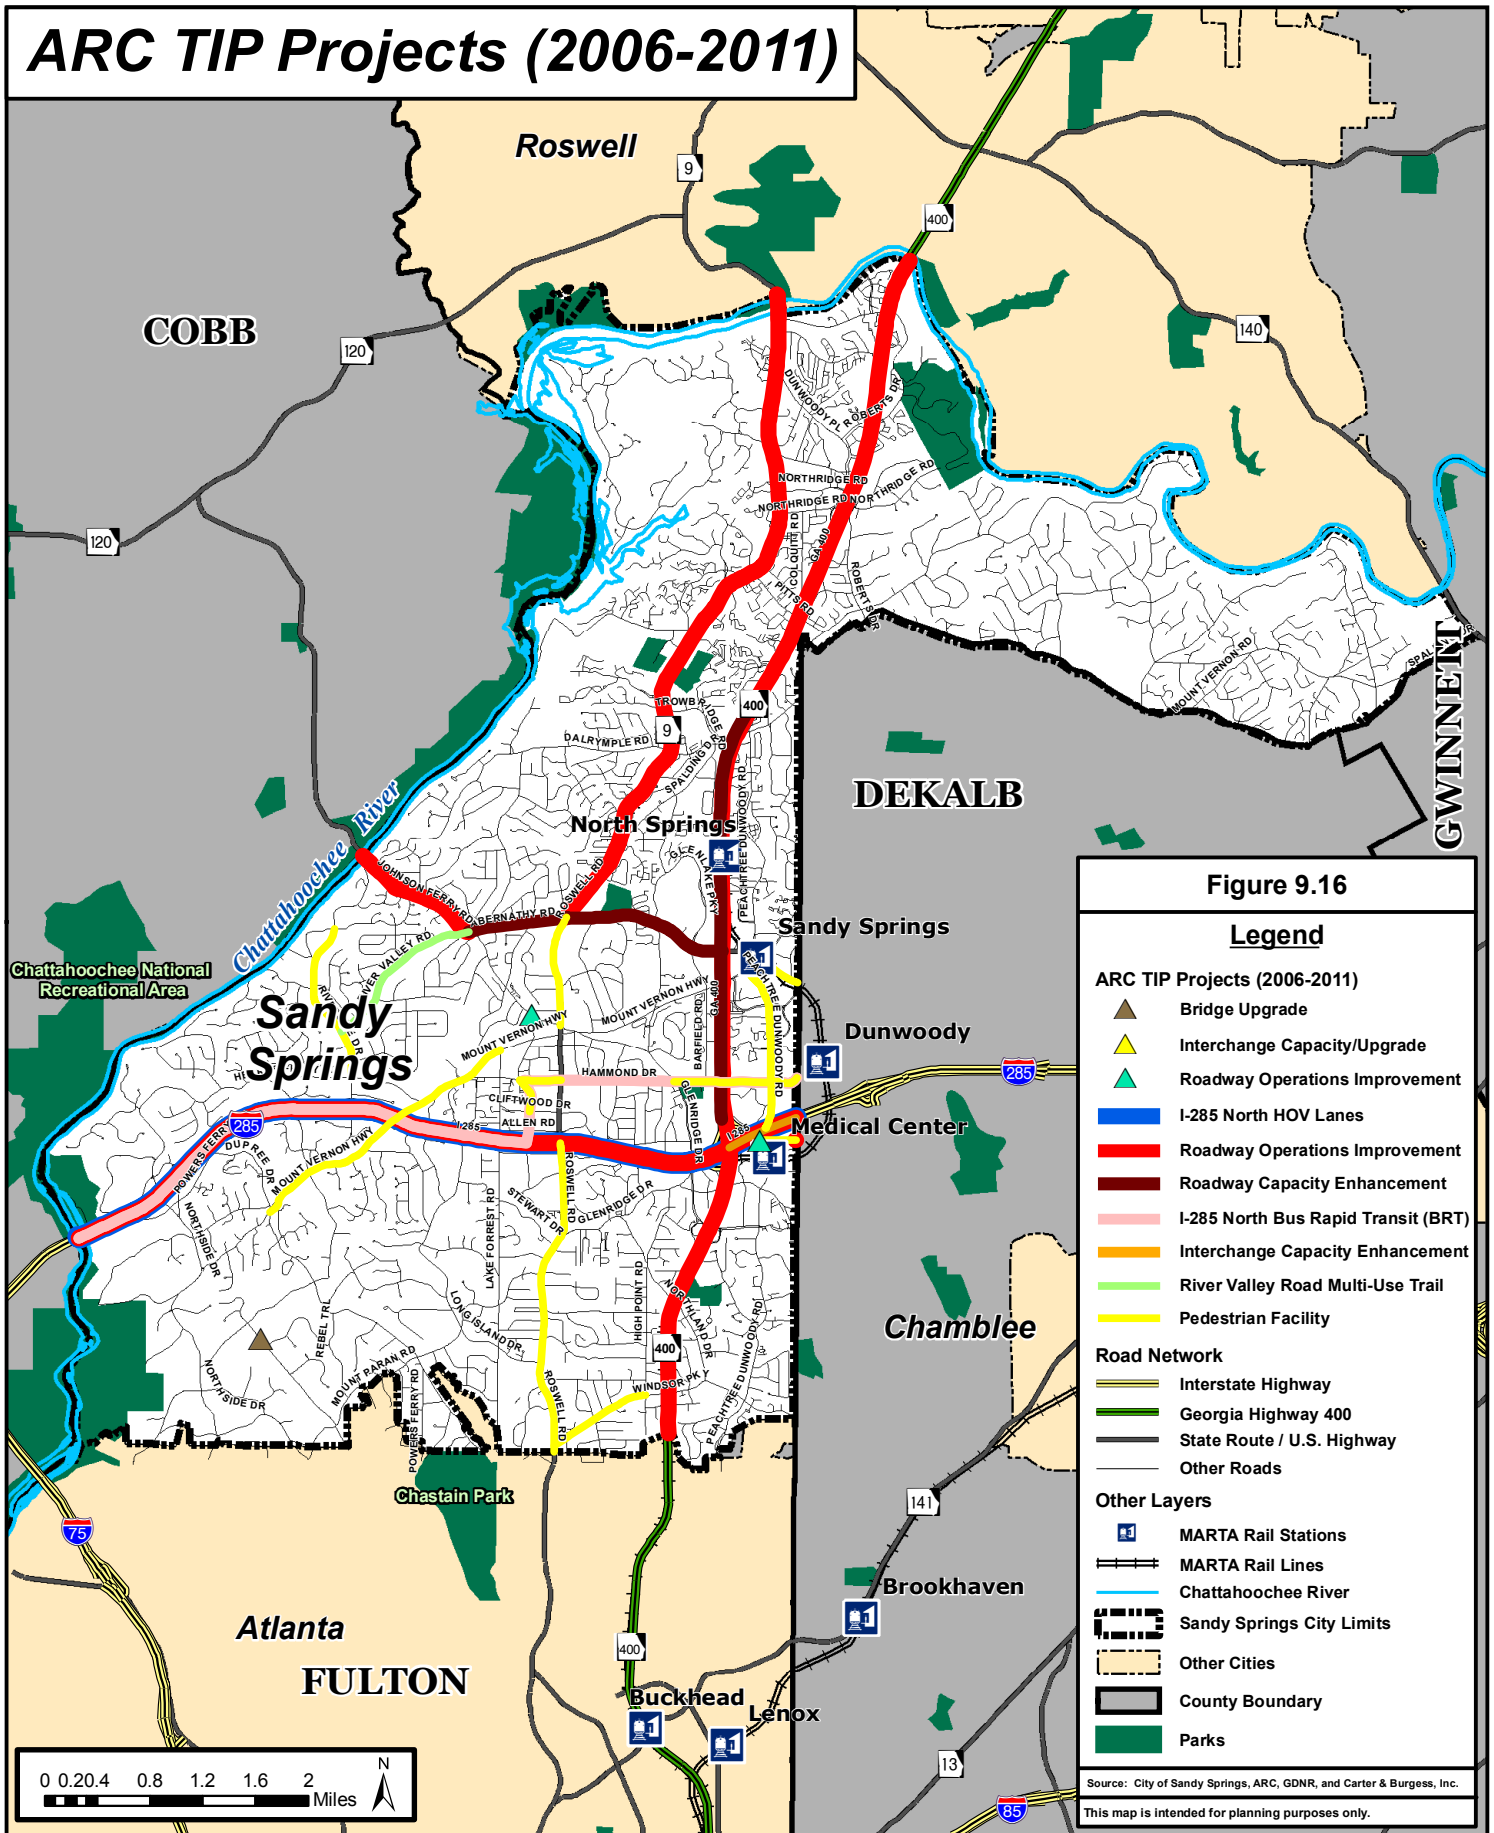 ARC TIP Projects (2006-2011)
Roswell
9
400
COBB
120
140
DUNWOODY PL
ROBERTS DR
NORTHRIDGE RD
NORTHRIDGE RD
NORTHRIDGE RD
120
COLQUITT RD
GA 400
PITTS RD
ROBERTS DR
MOUNT VERNON RD
GWINNETT
TROWBRIDGE RD
400
9
DALRYMPLE RD
SPALDING DR
PEACHTREE DUNWOODY RD
DEKALB
North Springs
GLENLAKE PKY
Chattahoochee River
JOHNSON FERRY RD
ABERNATHY RD
ROSWELL RD
Sandy Springs
Chattahoochee National
Recreational Area
Sandy
Springs
MOUNT VERNON HWY
MOUNT VERNON HWY
BARFIELD RD
GA 400
PEACHTREE DUNWOODY RD
Dunwoody
285
HAMMOND DR
CLIFTWOOD DR
ALLEN RD
GLENRIDGE DR
I 285
I 285
Medical Center
285
POWERS FERRY
DUPREE DR
MOUNT VERNON HWY
NORTHSIDE DR
ROSWELL RD
STEWART DR
GLENRIDGE DR
LAKE FORREST RD
HIGH POINT RD
LONG ISLAND DR
NORTHLAND DR
REBEL TRL
MOUNT PARAN RD
NORTHSIDE DR
POWERS FERRY RD
ROSWELL RD
WINDSOR PKY
PEACHTREE DUNWOODY RD
400
Chamblee
Chastain Park
75
141
Brookhaven
Atlanta
FULTON
400
Buckhead
Lenox
13
85
0 0.20.4 0.8 1.2 1.6 2
Miles
N
Figure 9.16
Legend
ARC TIP Projects (2006-2011)
Bridge Upgrade
Interchange Capacity/Upgrade
Roadway Operations Improvement
I-285 North HOV Lanes
Roadway Operations Improvement
Roadway Capacity Enhancement
I-285 North Bus Rapid Transit (BRT)
Interchange Capacity Enhancement
River Valley Road Multi-Use Trail
Pedestrian Facility
Road Network
Interstate Highway
Georgia Highway 400
State Route / U.S. Highway
Other Roads
Other Layers
MARTA Rail Stations
MARTA Rail Lines
Chattahoochee River
Sandy Springs City Limits
Other Cities
County Boundary
Parks
Source: City of Sandy Springs, ARC, GDNR, and Carter & Burgess, Inc.
This map is intended for planning purposes only.